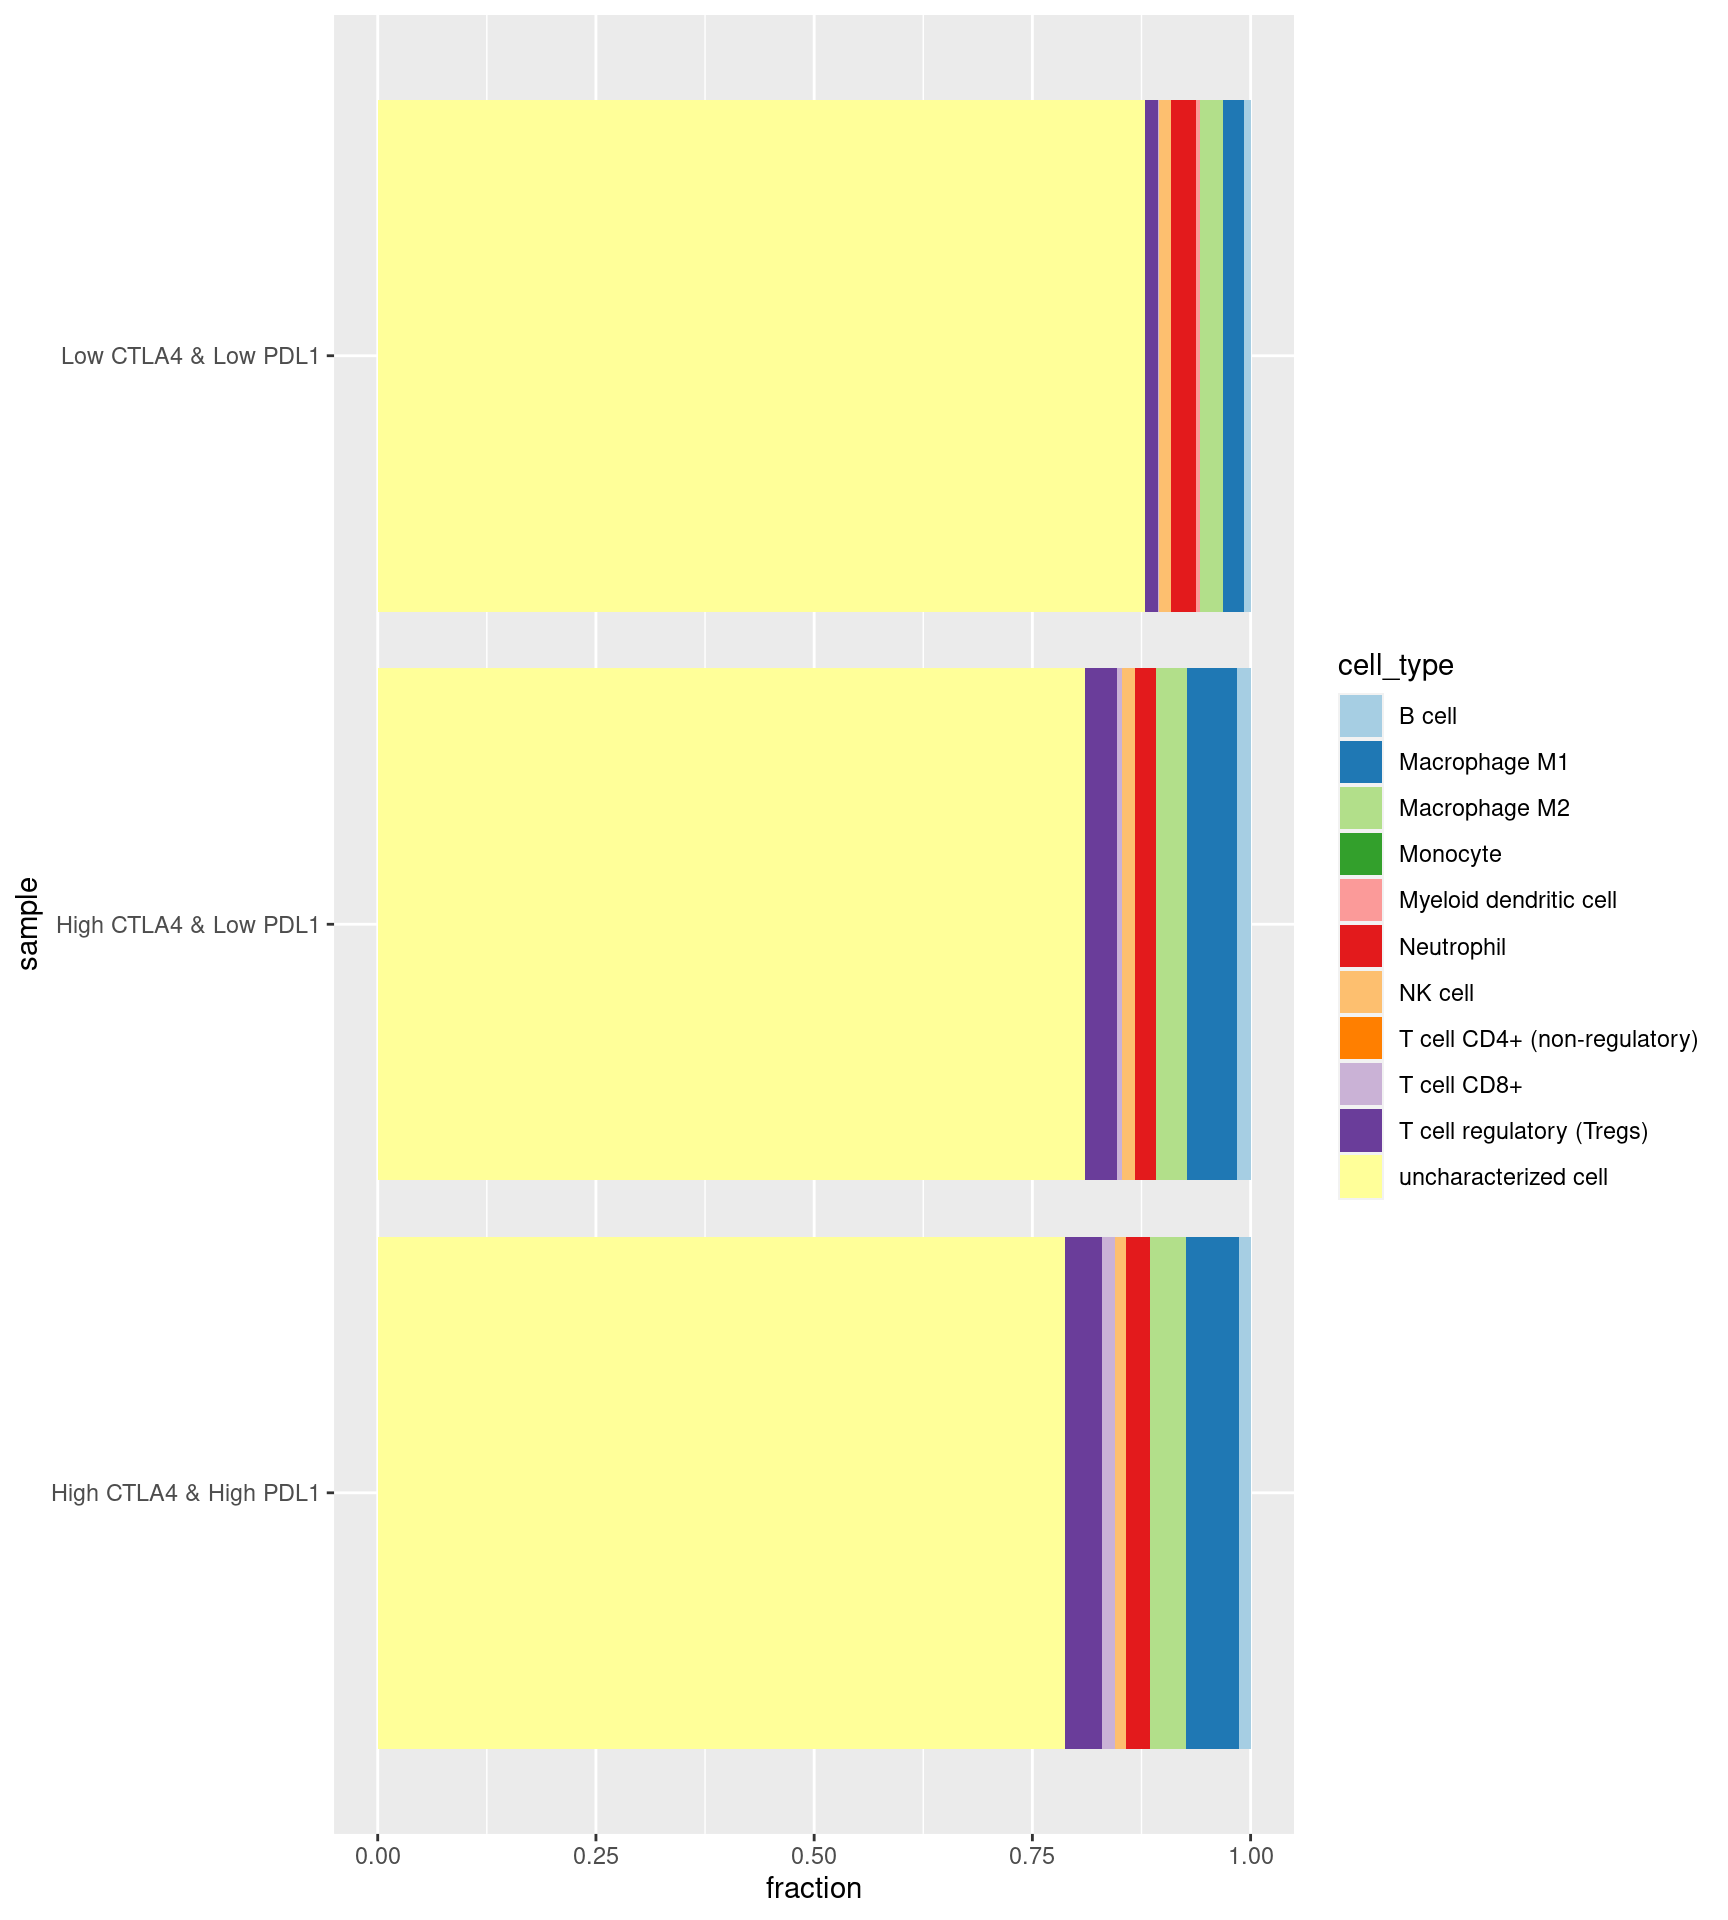 Low CTLA4 & Low PDL1
High CTLA4 & Low PDL1
High CTLA4 & High PDL1
sample
0.00 0.25 0.50 0.75 1.00
fraction
cell_type
B cell
Macrophage M1
Macrophage M2
Monocyte
Myeloid dendritic cell
Neutrophil
NK cell
T cell CD4+ (non-regulatory)
T cell CD8+
T cell regulatory (Tregs)
uncharacterized cell